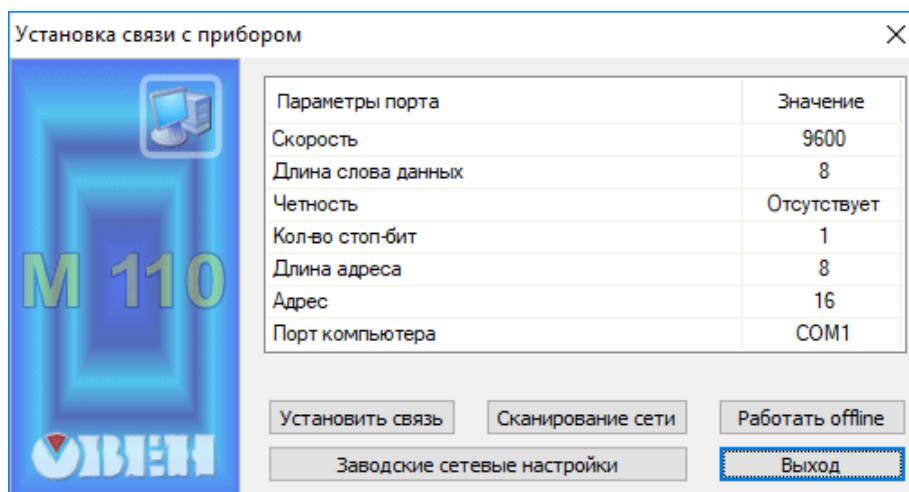 Установка связи с прибором
Параметры порта Значение
Скорость 9600
Длина слова данных 8
Четность Отсутствует
Кол-во стоп-бит 1
Длина адреса 8
Адрес 16
Порт компьютера COM1
М 110
Установить связь Сканирование сети Работать offline
ОВЕН
Заводские сетевые настройки Выход